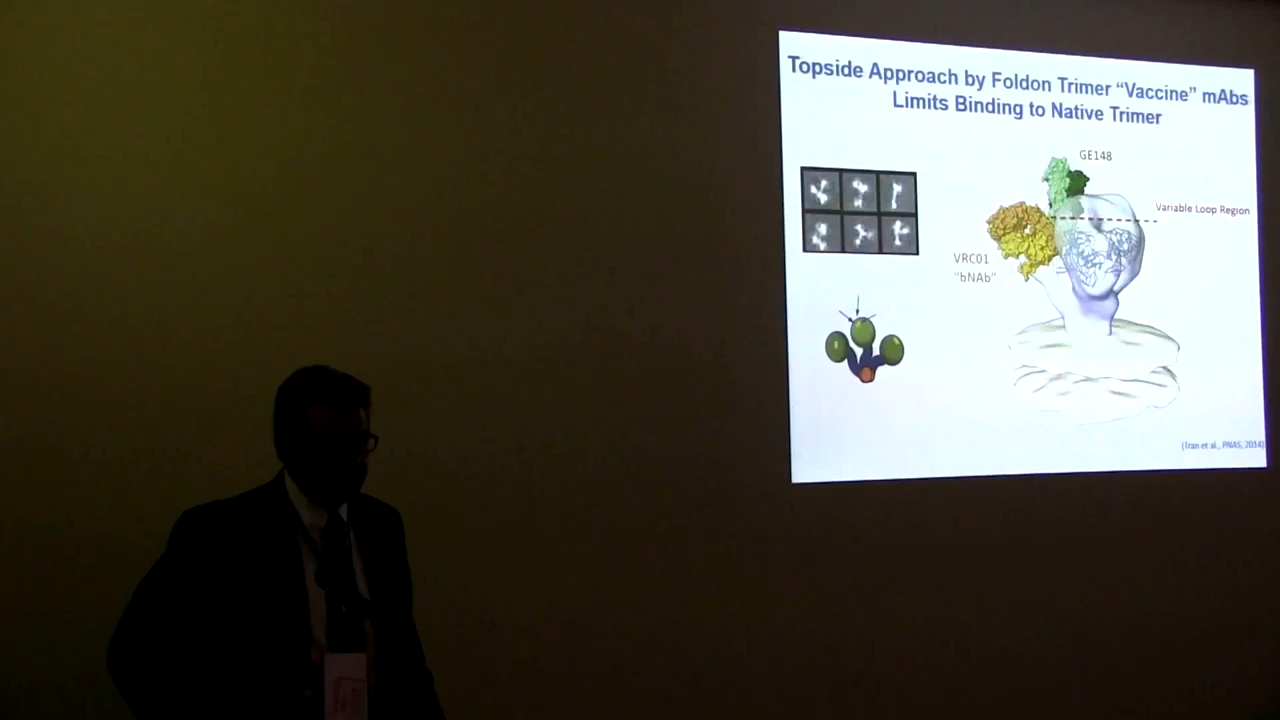 Topside Approach by Foldon Trimer “Vaccine” mAbs
Limits Binding to Native Trimer
GE148
Variable Loop Region
VRC01
“bNAb”
(Tran et al., PNAS, 2014)